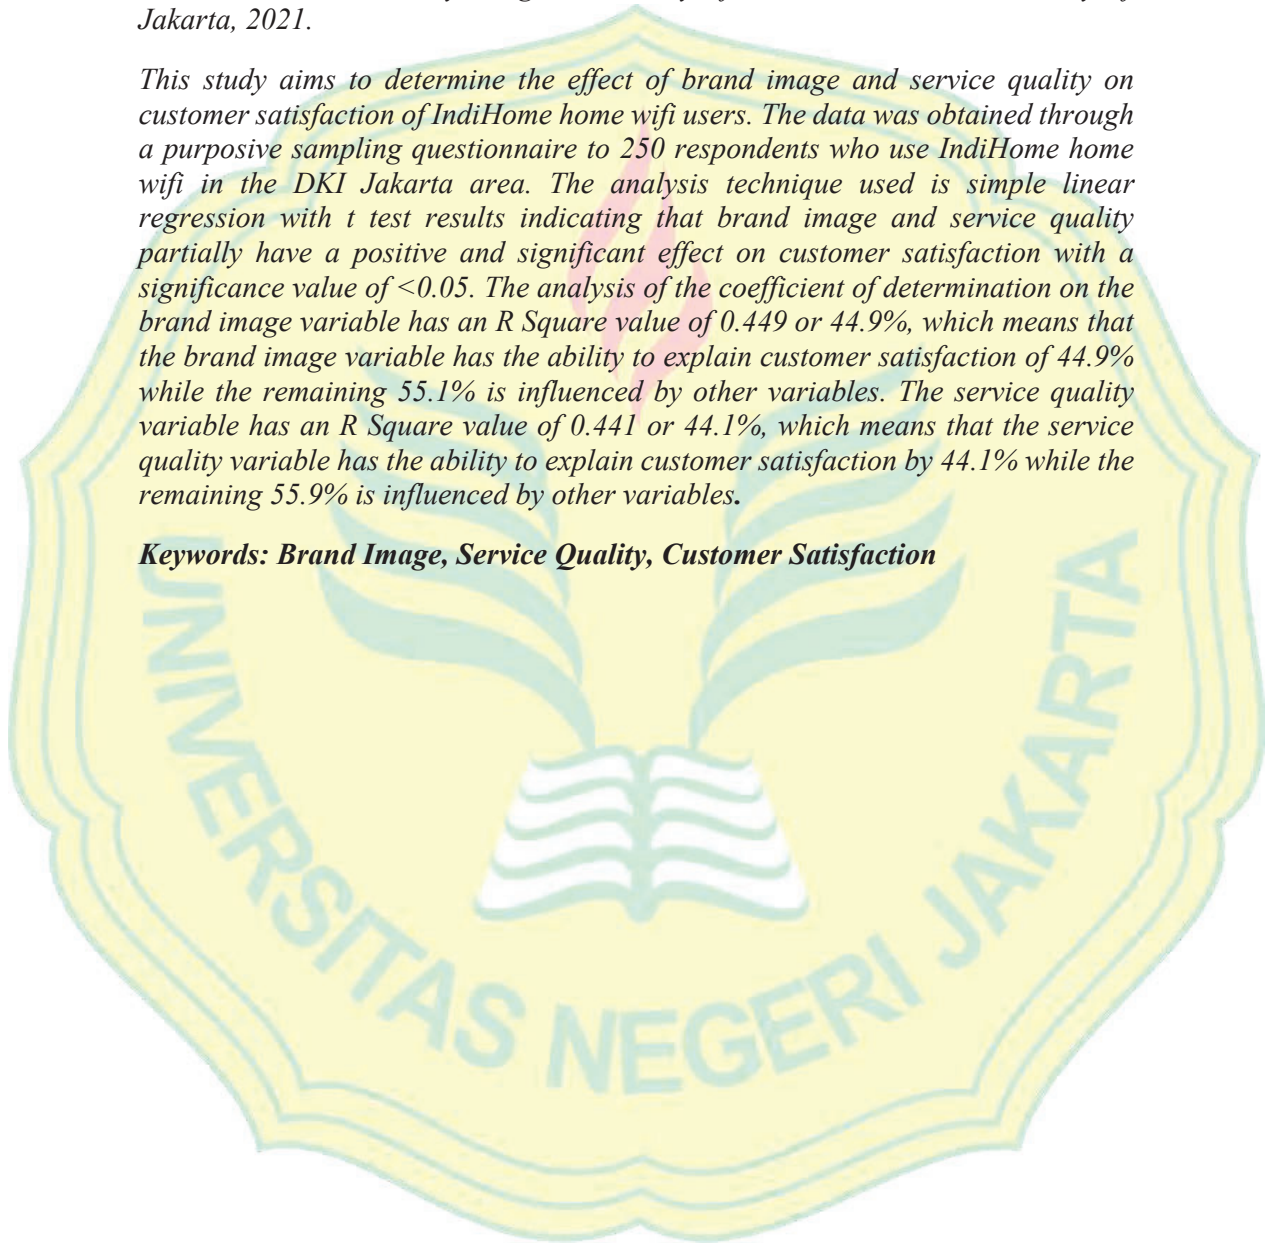 Jakarta, 2021.
This study aims to determine the effect of brand image and service quality on
customer satisfaction of IndiHome home wifi users. The data was obtained through
a purposive sampling questionnaire to 250 respondents who use IndiHome home
wifi in the DKI Jakarta area. The analysis technique used is simple linear
regression with t test results indicating that brand image and service quality
partially have a positive and significant effect on customer satisfaction with a
significance value of <0.05. The analysis of the coefficient of determination on the
brand image variable has an R Square value of 0.449 or 44.9%, which means that
the brand image variable has the ability to explain customer satisfaction of 44.9%
while the remaining 55.1% is influenced by other variables. The service quality
variable has an R Square value of 0.441 or 44.1%, which means that the service
quality variable has the ability to explain customer satisfaction by 44.1% while the
remaining 55.9% is influenced by other variables.
Keywords: Brand Image, Service Quality, Customer Satisfaction
UNIVERSITAS NEGERI JAKARTA